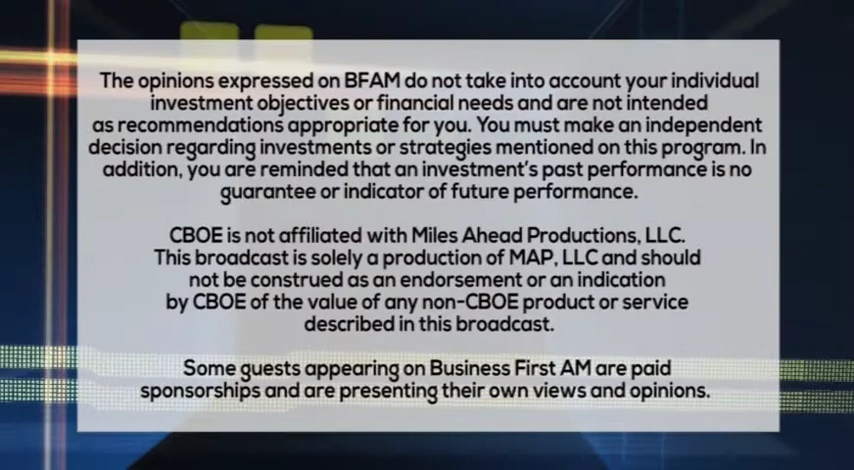 The opinions expressed on BFAM do not take into account your individual
investment objectives or financial needs and are not intended
as recommendations appropriate for you. You must make an independent
decision regarding investments or strategies mentioned on this program. In
addition, you are reminded that an investment's past performance is no
guarantee or indicator of future performance.
CBOE is not affiliated with Miles Ahead Productions, LLC.
This broadcast is solely a production of MAP, LLC and should
not be construed as an endorsement or an indication
by CBOE of the value of any non-CBOE product or service
described in this broadcast.
Some guests appearing on Business First AM are paid
sponsorships and are presenting their own views and opinions.